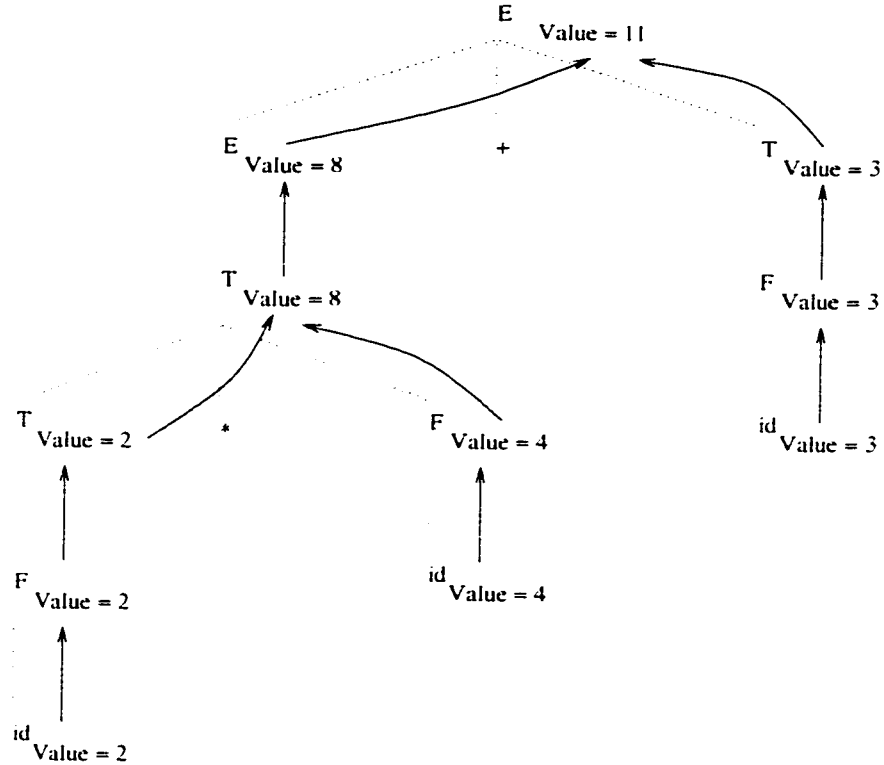 E
Value = 11
E
Value = 8
+
T
Value = 3
T
Value = 8
F
Value = 3
T
Value = 2
*
F
Value = 4
id
Value = 3
F
Value = 2
id
Value = 4
id
Value = 2